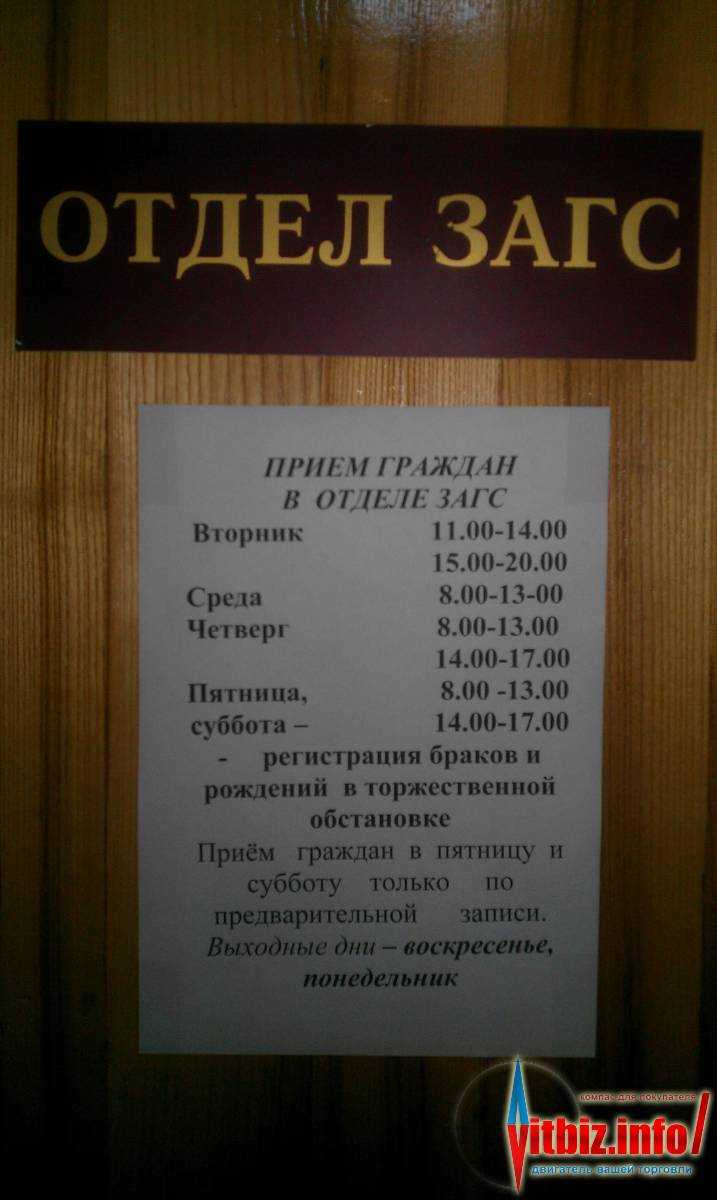 ОТДЕЛ ЗАГС
ПРИЕМ ГРАЖДАН
В ОТДЕЛЕ ЗАГС
Вторник 11.00-14.00
15.00-20.00
Среда 8.00-13-00
Четверг 8.00-13.00
14.00-17.00
Пятница, 8.00 -13.00
суббота – 14.00-17.00
- регистрация браков и
рождений в торжественной
обстановке
Приём граждан в пятницу и
субботу только по
предварительной записи.
Выходные дни – воскресенье,
понедельник
компас для покупателя
vitbiz.info!
двигатель вашей торговли